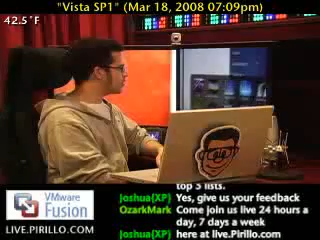 "Vista SP1" (Mar 18, 2008 07:09pm)
42.5°F
top 5 lists.
Joshua{XP} Yes, give us your feedback
OzarkMark Come join us live 24 hours a
day, 7 days a week
Joshua{XP} here at live.Pirillo.com
VMware
Fusion
LIVE.PIRILLO.COM